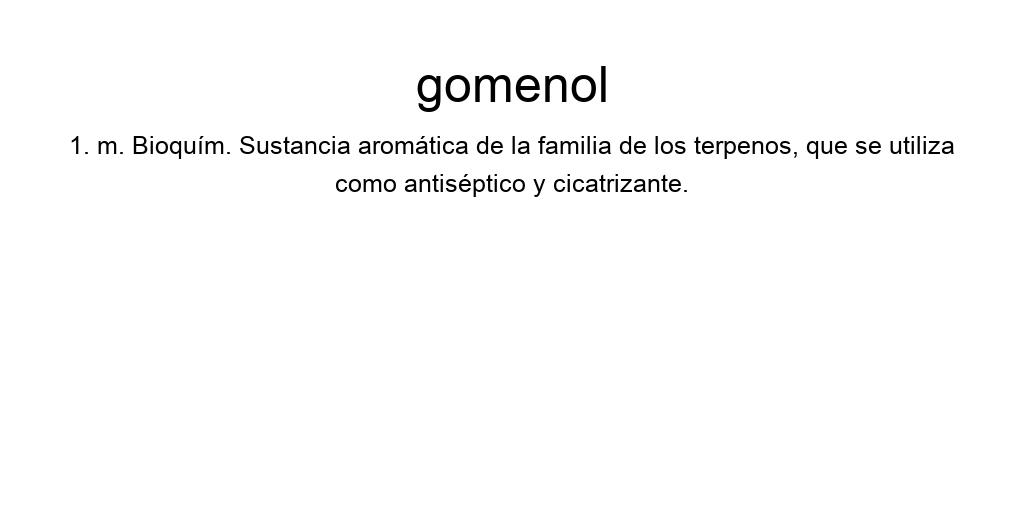 gomenol
1. m. Bioquím. Sustancia aromática de la familia de los terpenos, que se utiliza
como antiséptico y cicatrizante.